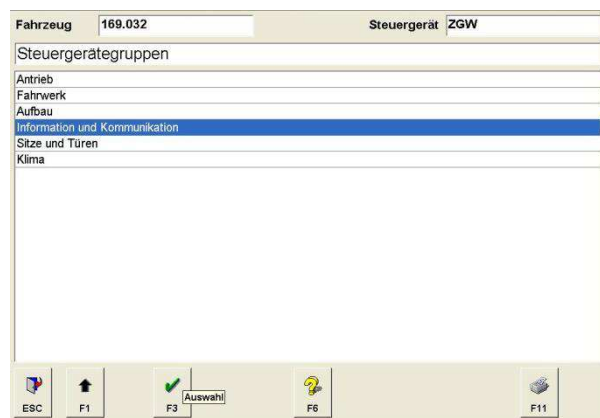 Fahrzeug 169.032 Steuergerät ZGW
Steuergerätegruppen
Antrieb
Fahrwerk
Aufbau
Information und Kommunikation
Sitze und Türen
Klima
Auswahl
ESC F1 F3 F6 F11